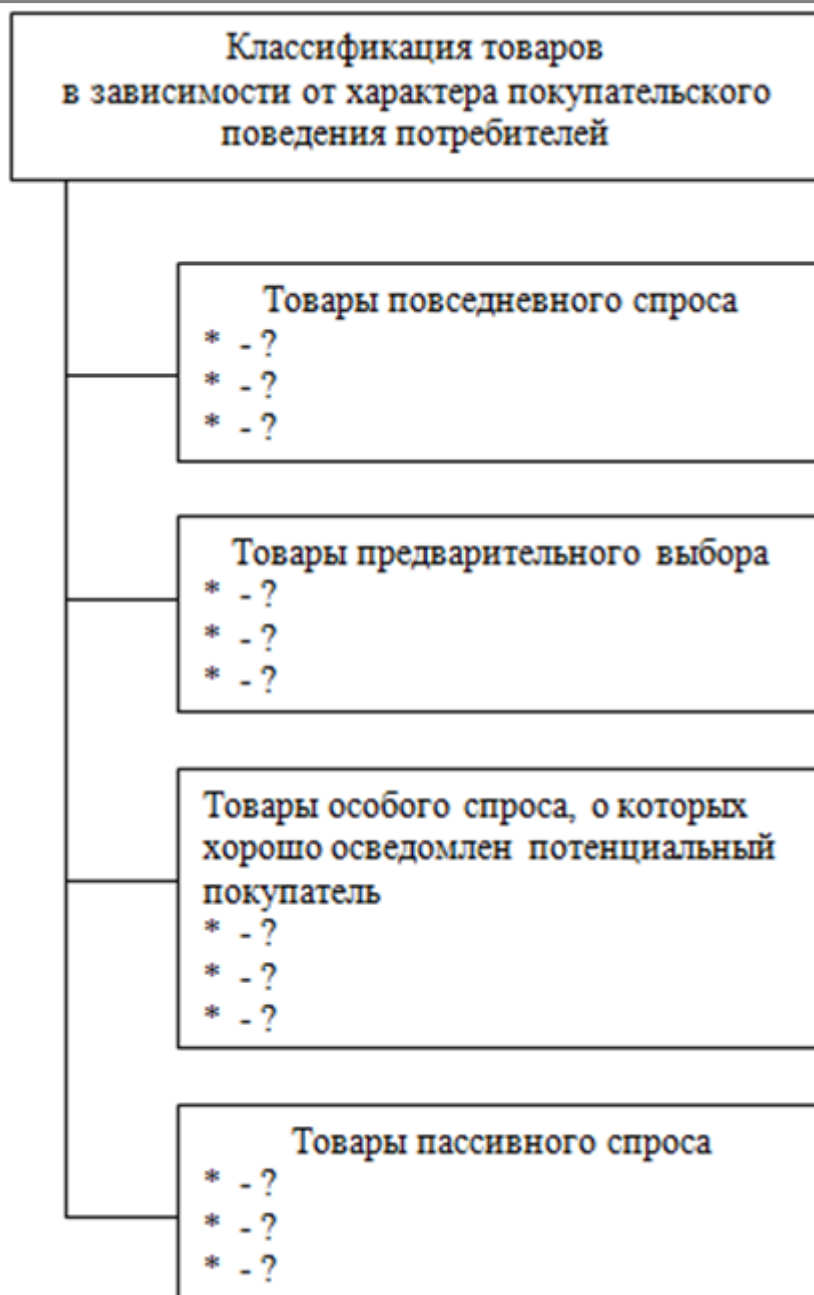 Классификация товаров
в зависимости от характера покупательского
поведения потребителей
Товары повседневного спроса
* - ?
* - ?
* - ?
Товары предварительного выбора
* - ?
* - ?
* - ?
Товары особого спроса, о которых
хорошо осведомлен потенциальный
покупатель
* - ?
* - ?
* - ?
Товары пассивного спроса
* - ?
* - ?
* - ?